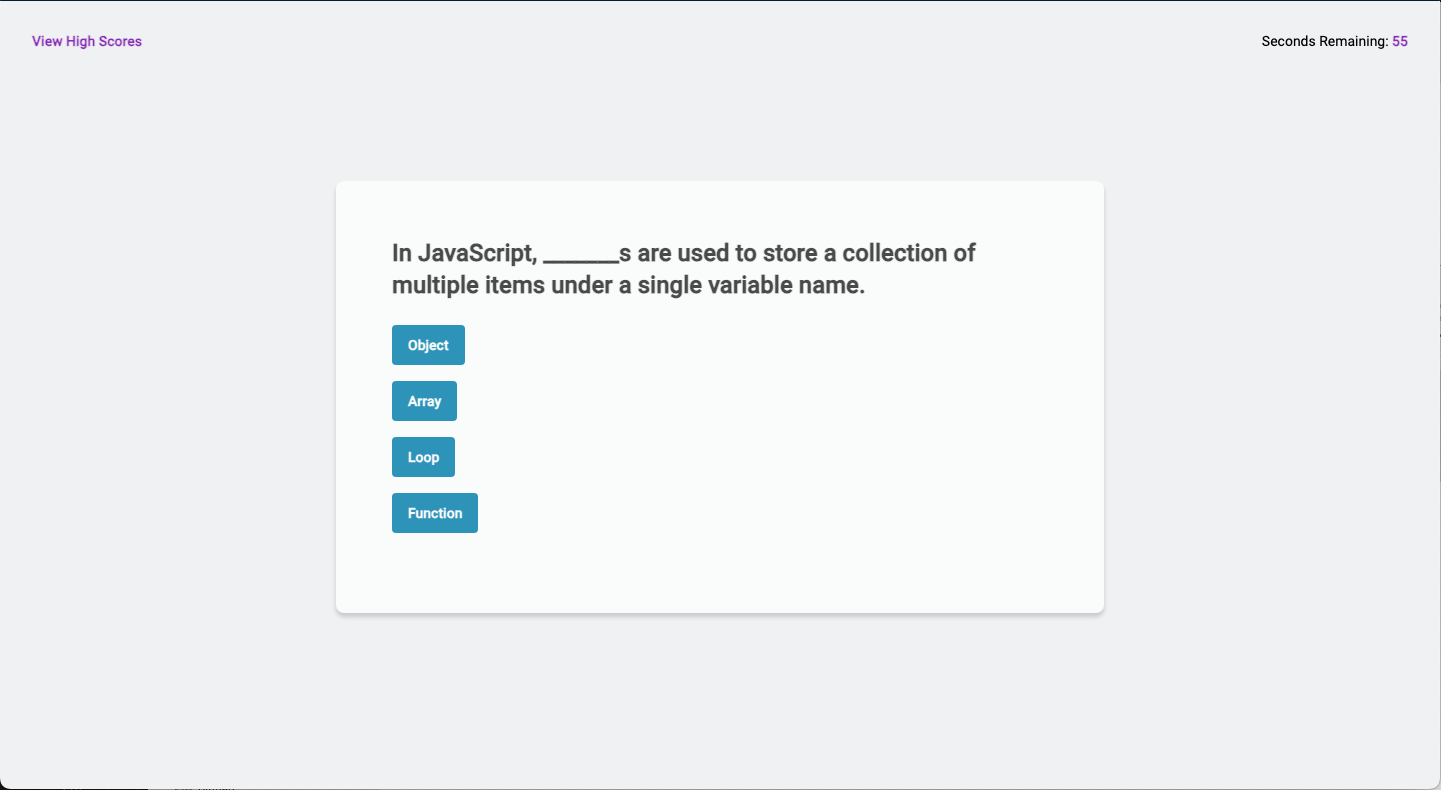 View High Scores
Seconds Remaining: 55
In JavaScript, _______s are used to store a collection of
multiple items under a single variable name.
Object
Array
Loop
Function